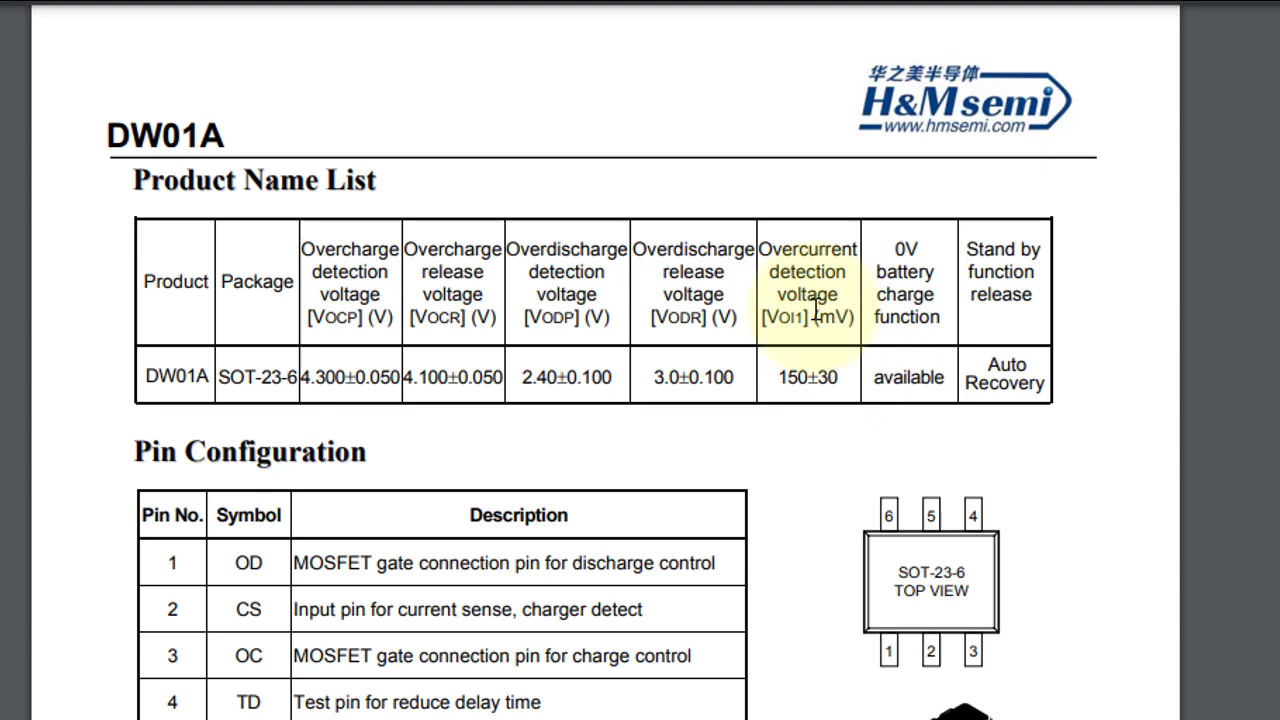 华之美半导体
H&M semi
www.hmsemi.com
DW01A
Product Name List
Product
Package
Overcharge detection voltage [VOCP] (V)
Overcharge release voltage [VOCR] (V)
Overdischarge detection voltage [VODP] (V)
Overdischarge release voltage [VODR] (V)
Overcurrent detection voltage [VOI1] (mV)
0V battery charge function
Stand by function release
DW01A SOT-23-6 4.300±0.050 4.100±0.050 2.40±0.100 3.0±0.100 150±30 available Auto Recovery
Pin Configuration
Pin No. Symbol Description
1 OD MOSFET gate connection pin for discharge control
2 CS Input pin for current sense, charger detect
3 OC MOSFET gate connection pin for charge control
4 TD Test pin for reduce delay time
6 5 4
SOT-23-6
TOP VIEW
1 2 3